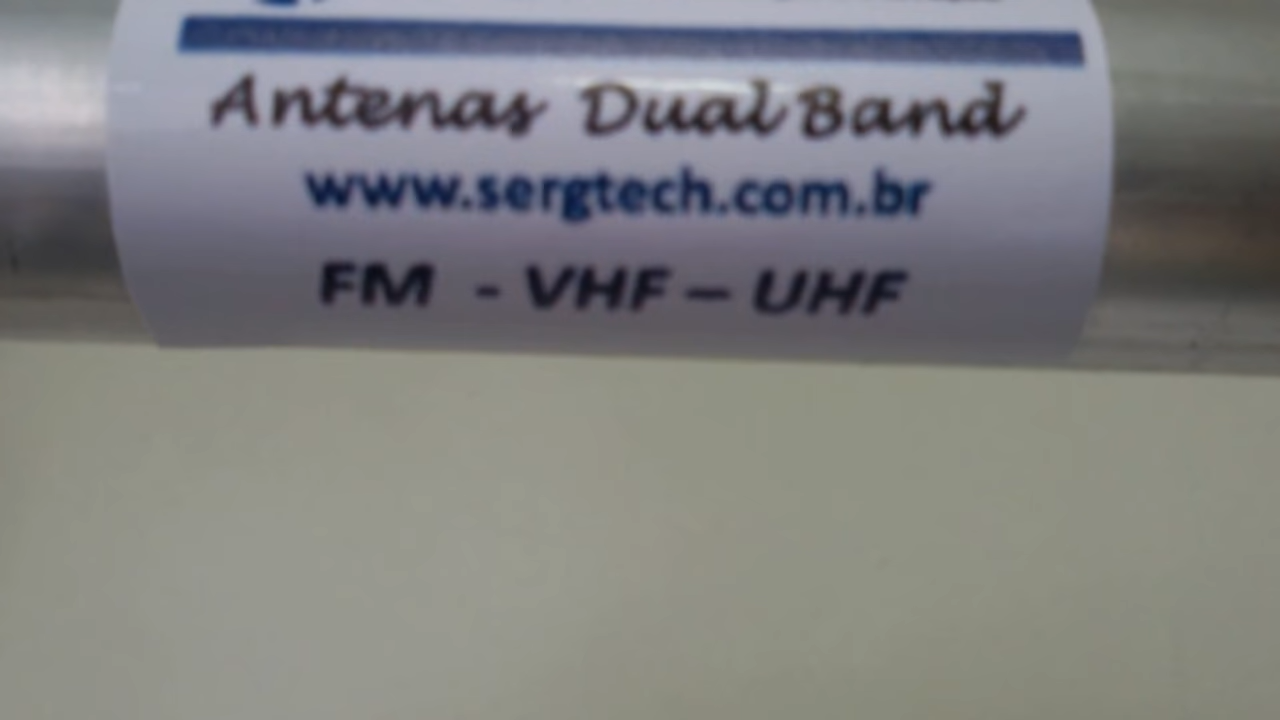 Antenas Dual Band
www.sergtech.com.br
FM - VHF – UHF